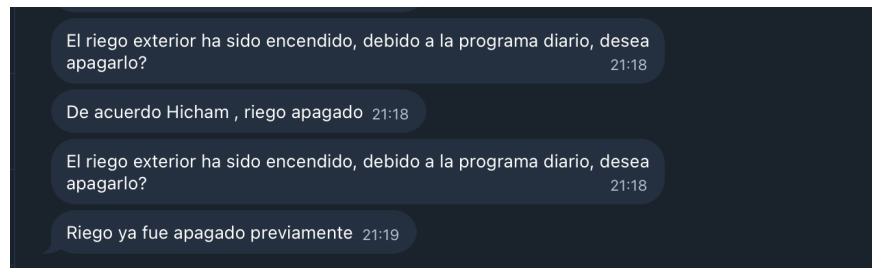 El riego exterior ha sido encendido, debido a la programa diario, desea
apagarlo? 21:18
De acuerdo Hicham , riego apagado 21:18
El riego exterior ha sido encendido, debido a la programa diario, desea
apagarlo? 21:18
Riego ya fue apagado previamente 21:19